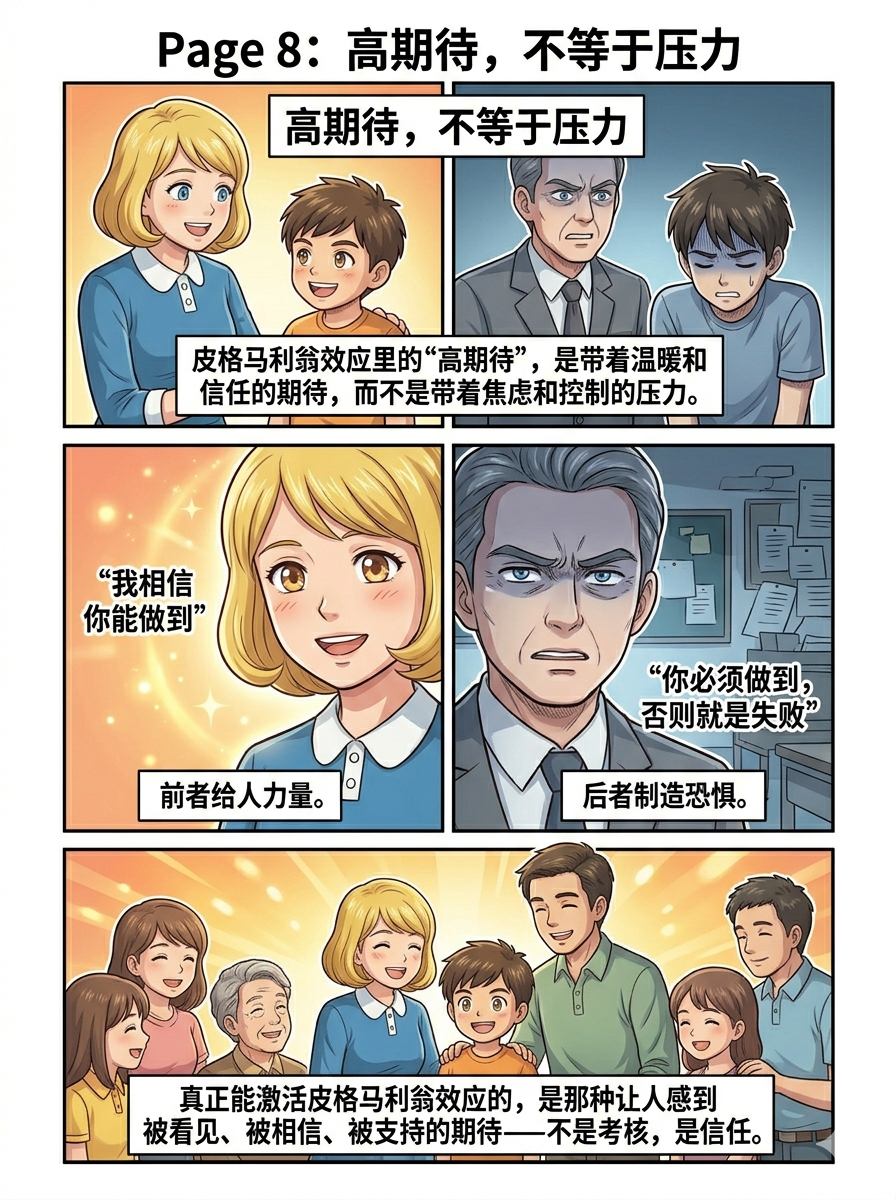 Page 8：高期待，不等于压力
高期待，不等于压力
皮格马利翁效应里的“高期待”，是带着温暖和
信任的期待，而不是带着焦虑和控制的压力。
“我相信
你能做到”
前者给人力量。
“你必须做到，
否则就是失败”
后者制造恐惧。
真正能激活皮格马利翁效应的，是那种让人感到
被看见、被相信、被支持的期待——不是考核，是信任。